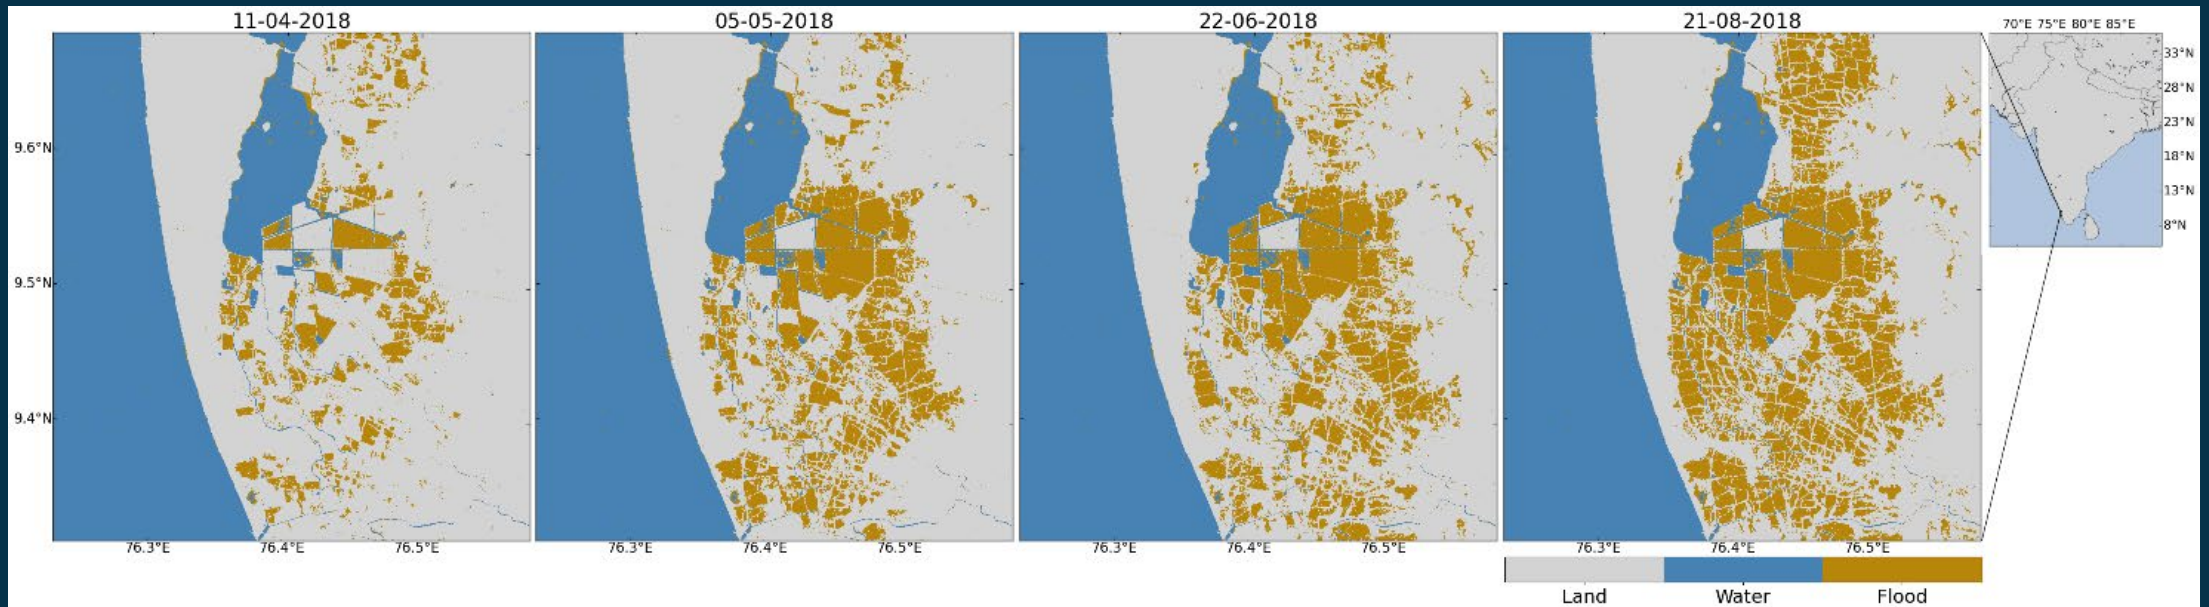 11-04-2018
05-05-2018
22-06-2018
21-08-2018
70°E 75°E 80°E 85°E
33°N
28°N
23°N
18°N
13°N
8°N
9.6°N
9.5°N
9.4°N
76.3°E 76.4°E 76.5°E
76.3°E 76.4°E 76.5°E
76.3°E 76.4°E 76.5°E
76.3°E 76.4°E 76.5°E
Land Water Flood